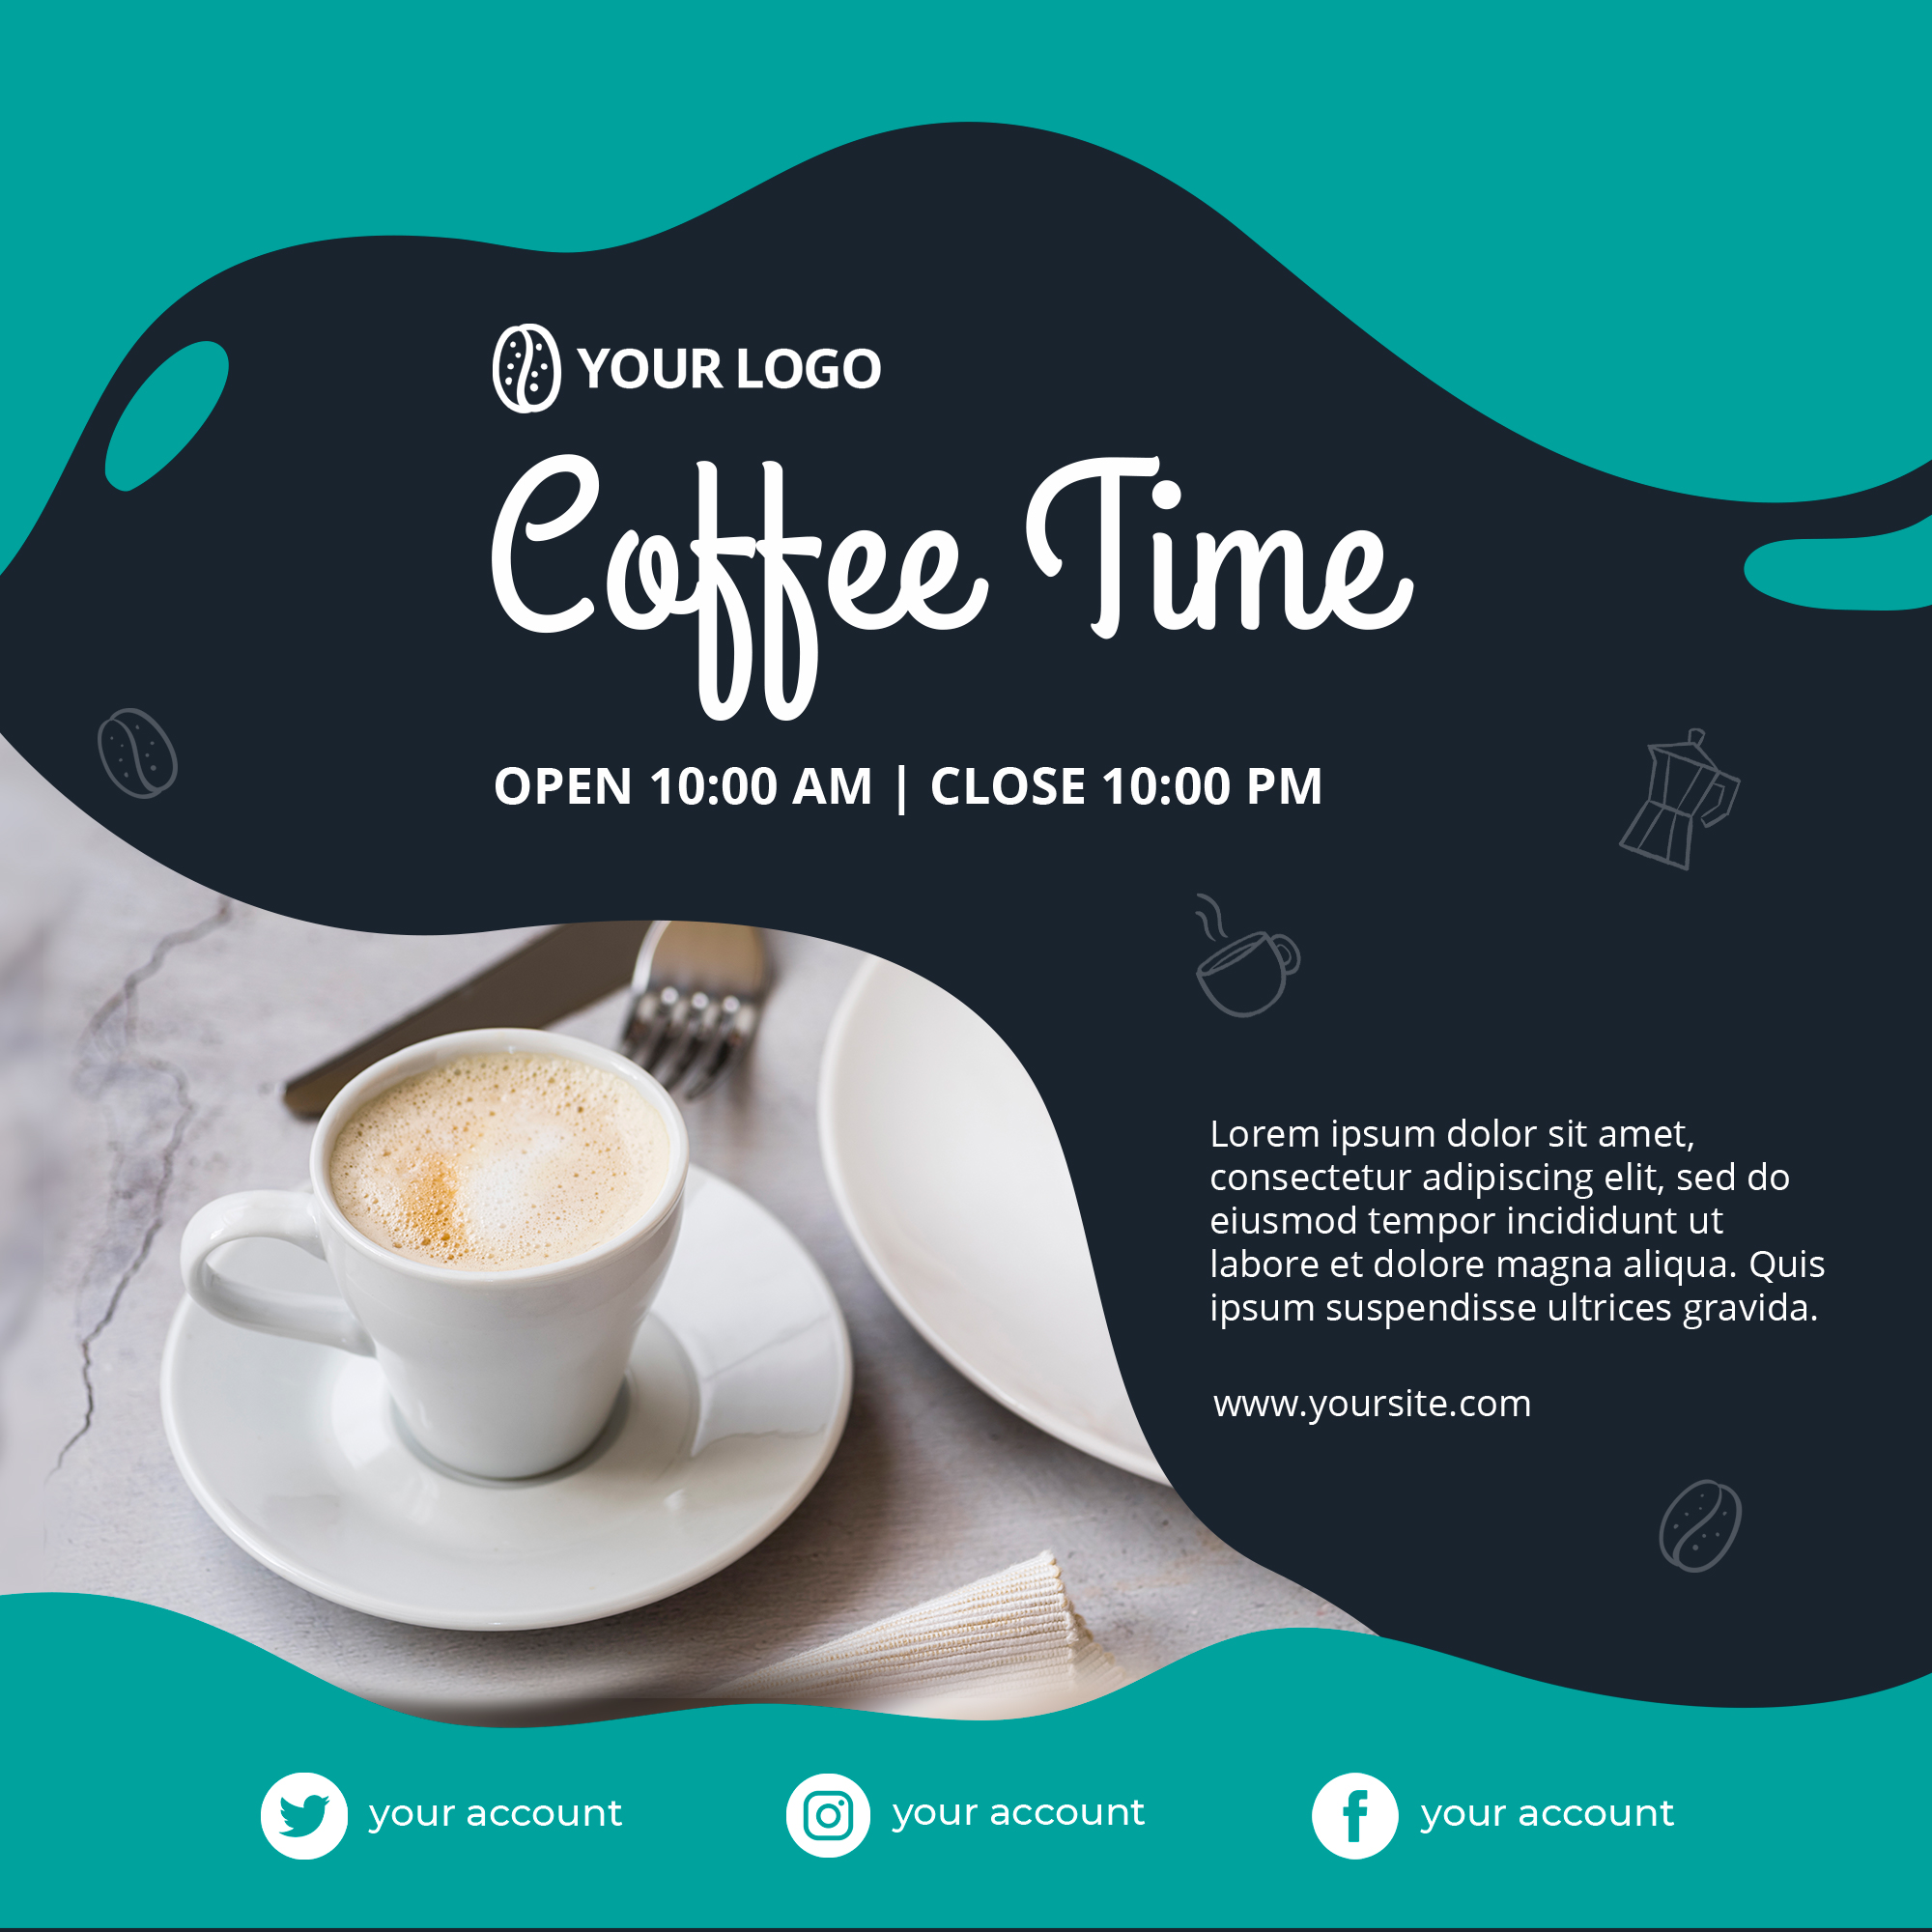 YOUR LOGO
Coffee Time
OPEN 10:00 AM | CLOSE 10:00 PM
Lorem ipsum dolor sit amet,
consectetur adipiscing elit, sed do
eiusmod tempor incididunt ut
labore et dolore magna aliqua. Quis
ipsum suspendisse ultrices gravida.
www.yoursite.com
your account
your account
your account